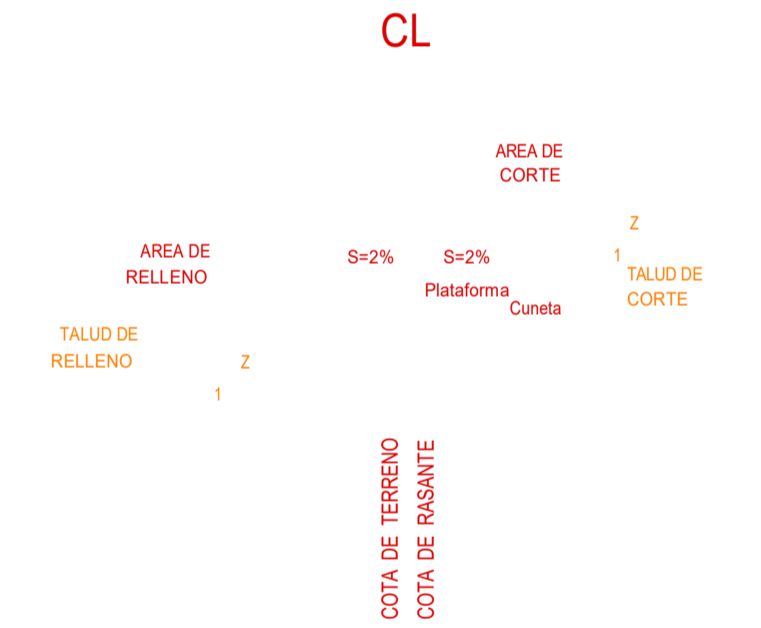 CL
AREA DE
CORTE
Z
1
TALUD DE
CORTE
AREA DE
RELLENO
S=2%
S=2%
Plataforma
Cuneta
TALUD DE
RELLENO
Z
1
COTA DE TERRENO
COTA DE RASANTE